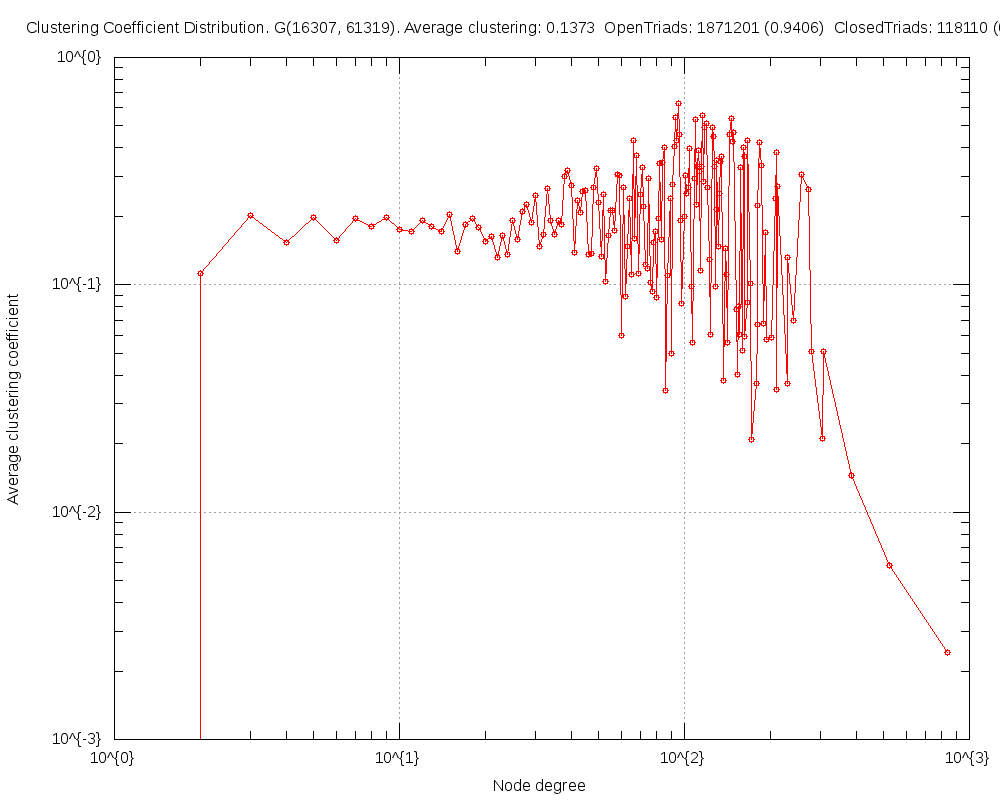 Clustering Coefficient Distribution. G(16307, 61319). Average clustering: 0.1373  OpenTriads: 1871201 (0.9406)  ClosedTriads: 118110 (
10^{0}
10^{-1}
10^{-2}
10^{-3}
Average clustering coefficient
10^{0} 10^{1} 10^{2} 10^{3}
Node degree